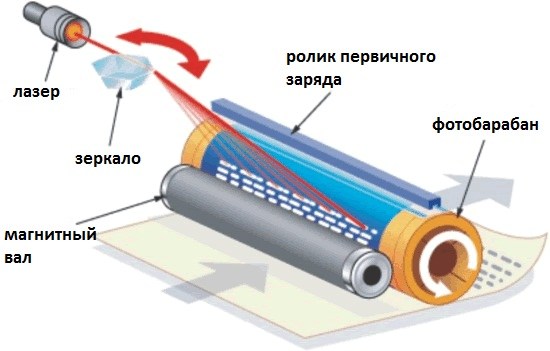 лазер
зеркало
ролик первичного
заряда
фотобарабан
магнитный
вал